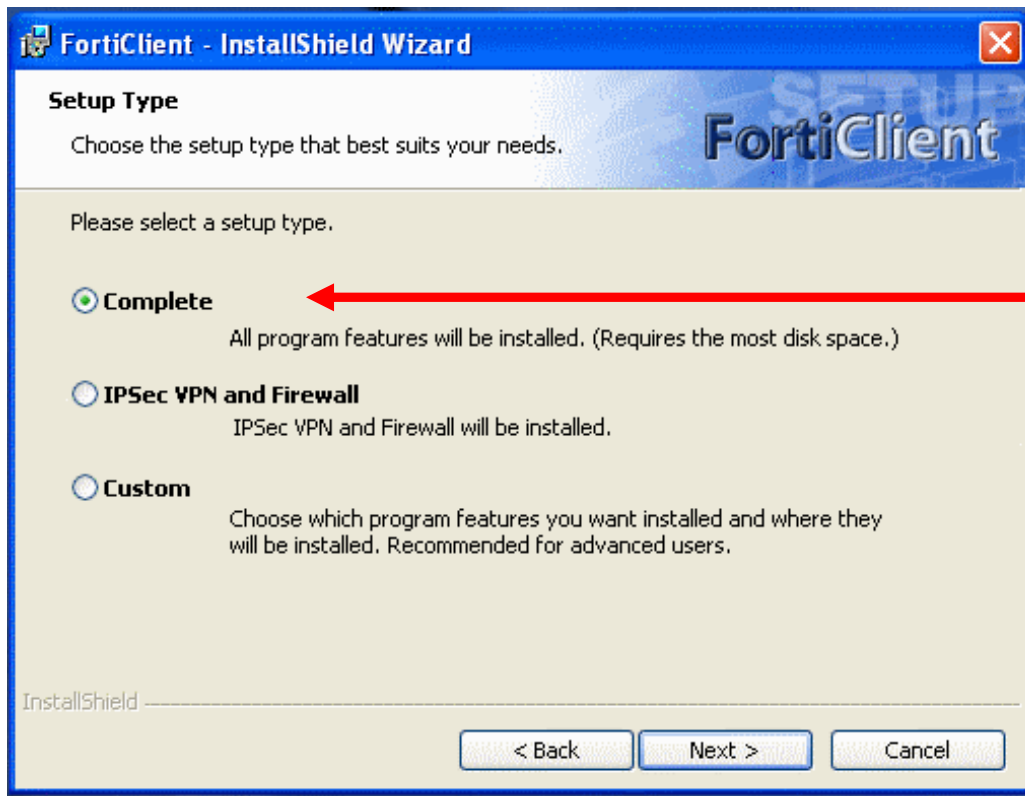 FortiClient - InstallShield Wizard
SETUP
Setup Type
Choose the setup type that best suits your needs.
FortiClient
Please select a setup type.
Complete
All program features will be installed. (Requires the most disk space.)
IPSec VPN and Firewall
IPSec VPN and Firewall will be installed.
Custom
Choose which program features you want installed and where they
will be installed. Recommended for advanced users.
InstallShield
< Back
Next >
Cancel